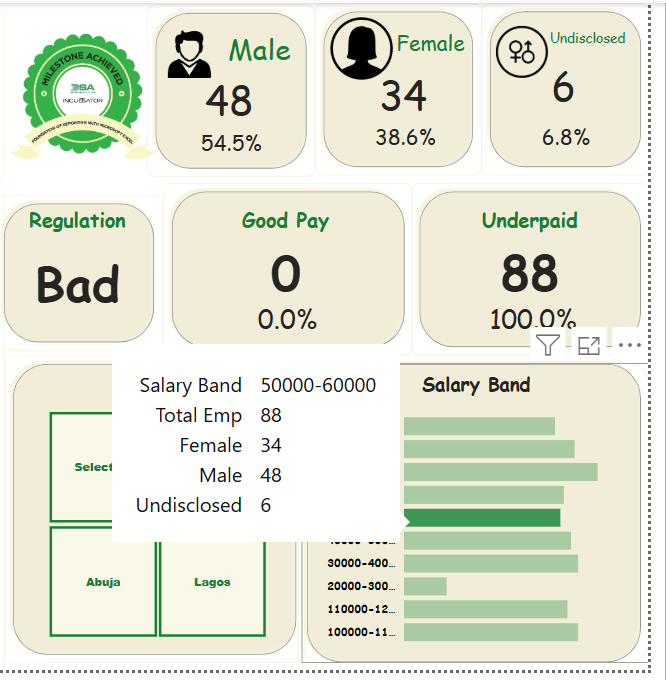 MILESTONE ACHIEVED
DSA
INCUBATOR
FOUNDATION OF REPORTING WITH MICROSOFT EXCEL
Male
48
54.5%
Female
34
38.6%
Undisclosed
6
6.8%
Regulation
Bad
Good Pay
0
0.0%
Underpaid
88
100.0%
Salary Band 50000-60000
Total Emp 88
Female 34
Male 48
Undisclosed 6
Select
Abuja
Lagos
Salary Band
30000-400...
20000-300...
110000-12...
100000-11...